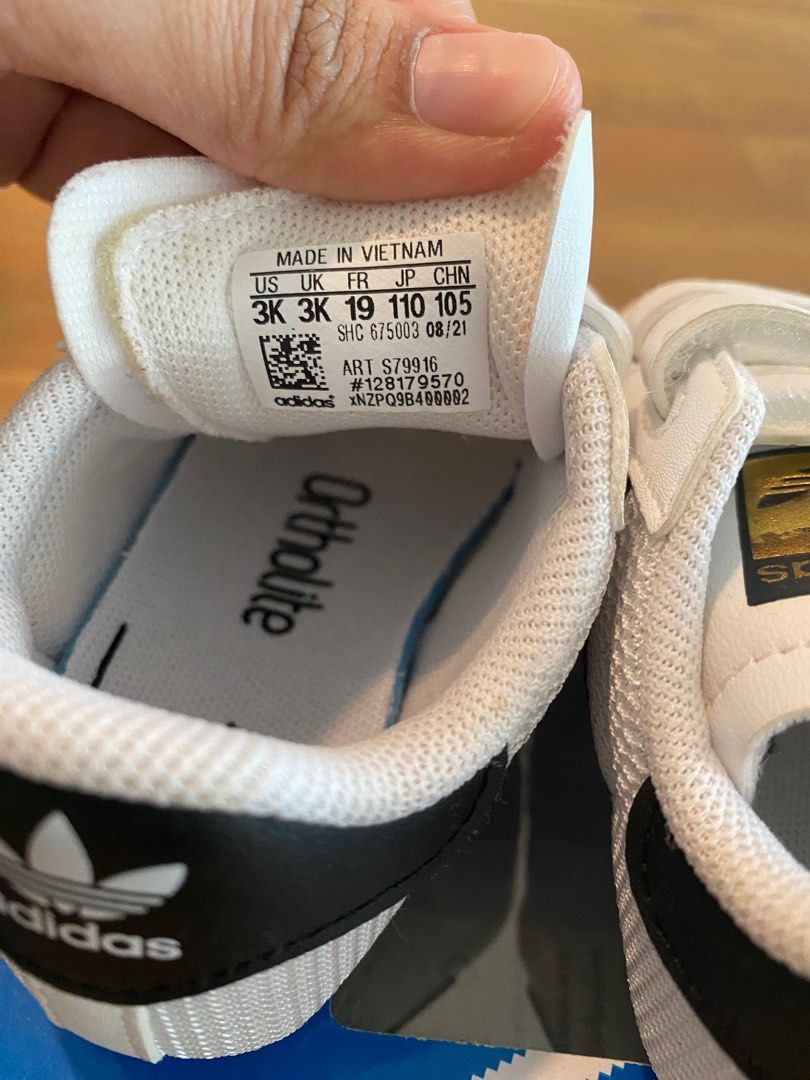 MADE IN VIETNAM
US UK FR JP CHN
3K 3K 19 110 105
SHC 675003 08/21
ART S79916
#128179570
adidas xNZPQ9B400002
Ortholite
adidas